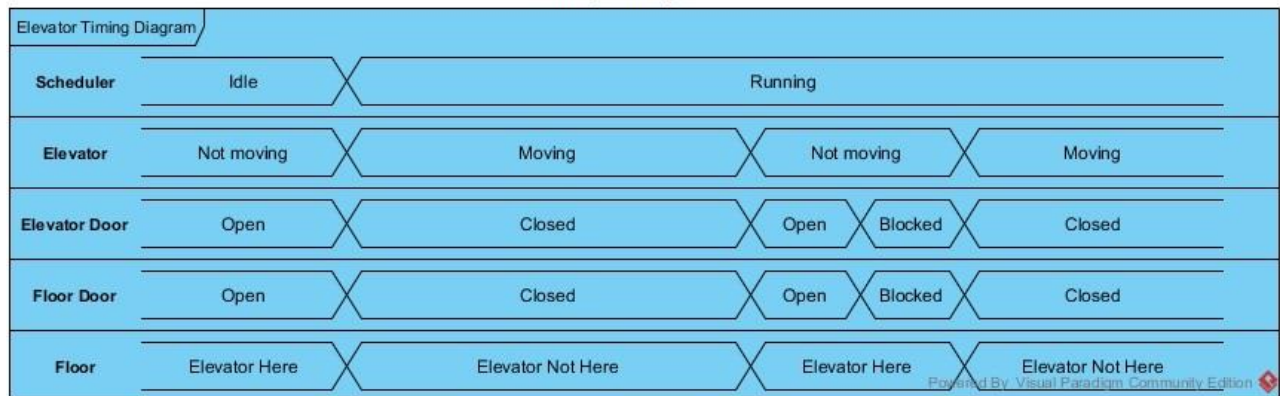 Elevator Timing Diagram
Scheduler Idle Running
Elevator Not moving Moving Not moving Moving
Elevator Door Open Closed Open Blocked Closed
Floor Door Open Closed Open Blocked Closed
Floor Elevator Here Elevator Not Here Elevator Here Elevator Not Here
Powered By Visual Paradigm Community Edition